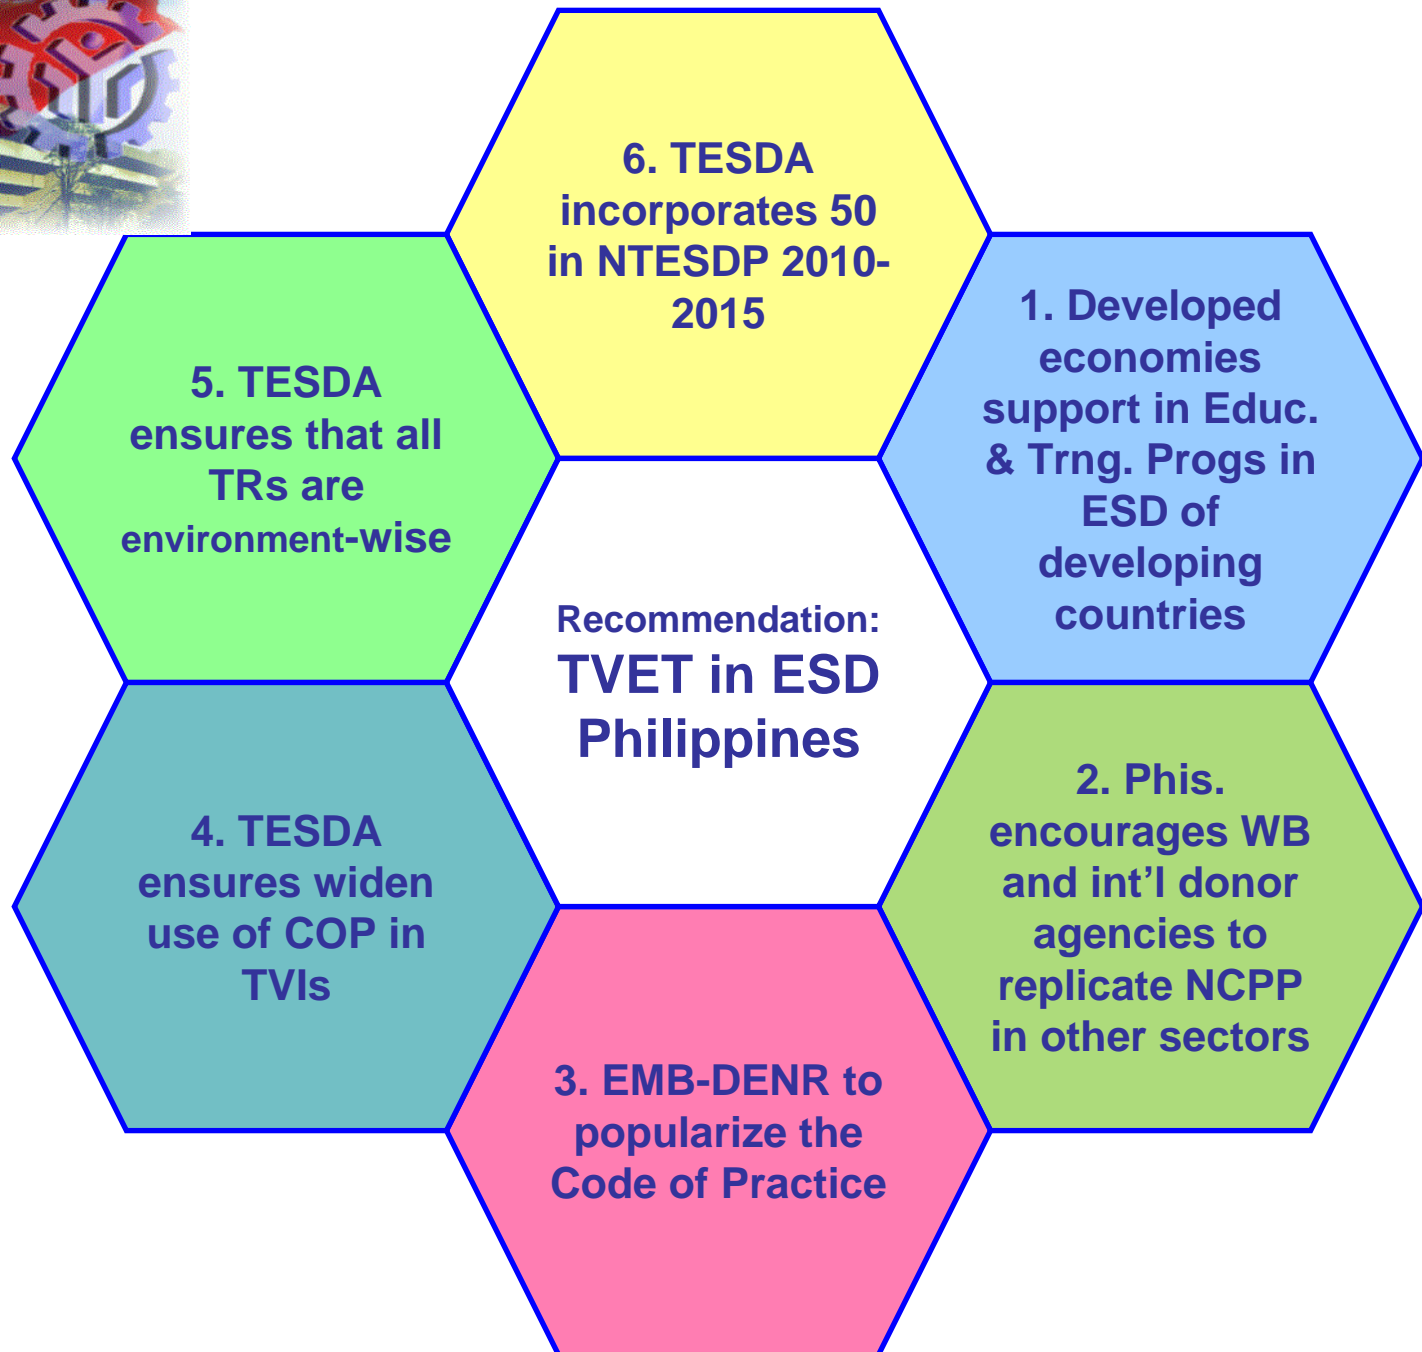 6. TESDA
incorporates 50
in NTESDP 2010-
2015
1. Developed
economies
support in Educ.
& Trng. Progs in
ESD of
developing
countries
2. Phis.
encourages WB
and int’l donor
agencies to
replicate NCPP
in other sectors
3. EMB-DENR to
popularize the
Code of Practice
4. TESDA
ensures widen
use of COP in
TVIs
5. TESDA
ensures that all
TRs are
environment-wise
Recommendation:
TVET in ESD
Philippines